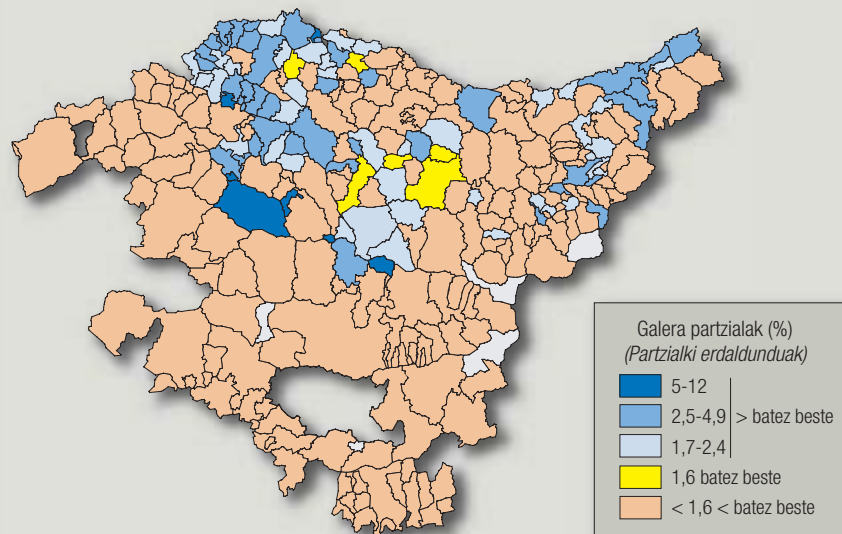 Galera partzialak (%)
(Partzialki erdaldunduak)
5-12
2,5-4,9 > batez beste
1,7-2,4
1,6 batez beste
< 1,6 < batez beste